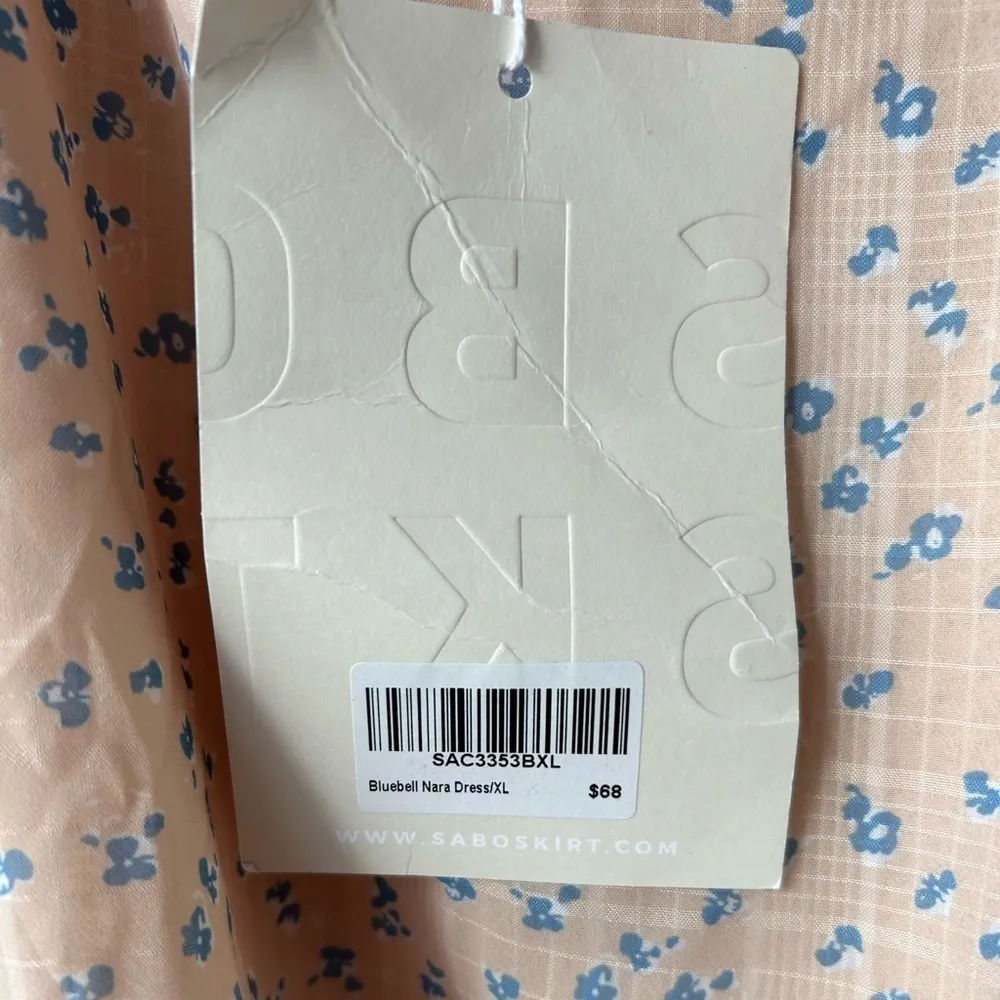 SAC3353BXL
Bluebell Nara Dress/XL
$68
WWW.SABOSKIRT.COM